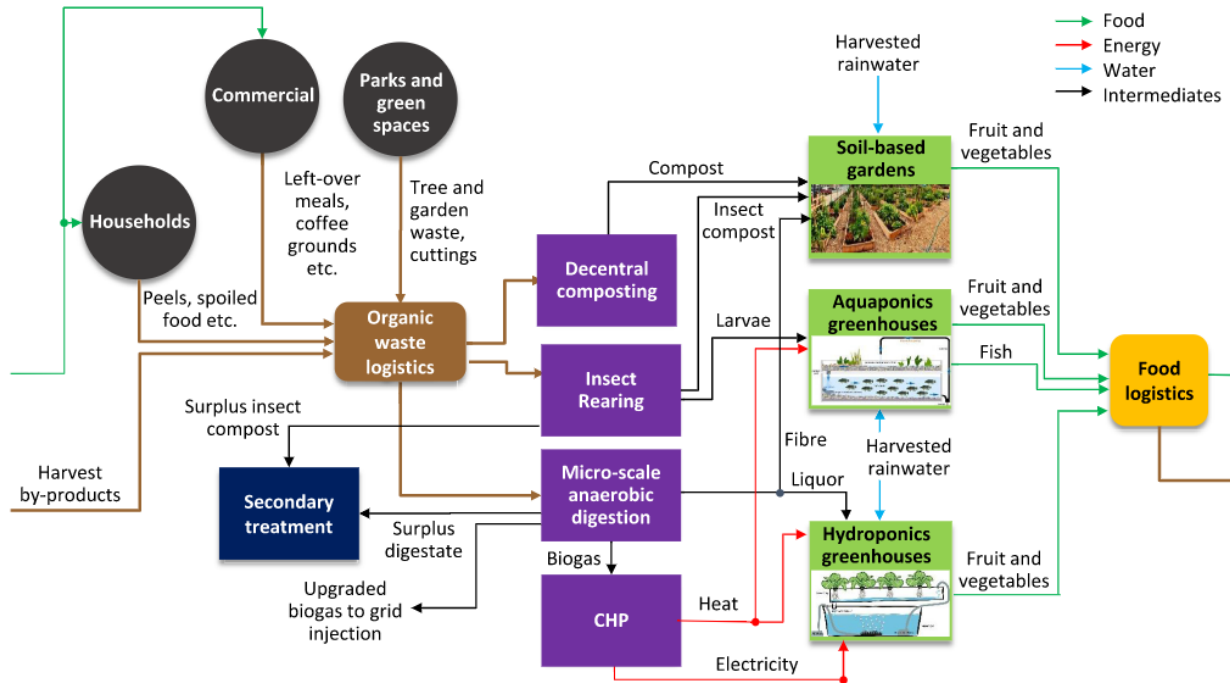 Food
Energy
Water
Intermediates
Harvested
rainwater
Commercial
Parks and
green
spaces
Households
Left-over
meals,
coffee
grounds
etc.
Tree and
garden
waste,
cuttings
Peels, spoiled
food etc.
Organic
waste
logistics
Compost
Insect
compost
Soil-based
gardens
Fruit and
vegetables
Decentral
composting
Larvae
Aquaponics
greenhouses
Fruit and
vegetables
Fish
Food
logistics
Insect
Rearing
Surplus insect
compost
Harvest
by-products
Secondary
treatment
Micro-scale
anaerobic
digestion
Fibre
Liquor
Harvested
rainwater
Surplus
digestate
Biogas
Upgraded
biogas to grid
injection
CHP
Heat
Electricity
Hydroponics
greenhouses
Fruit and
vegetables